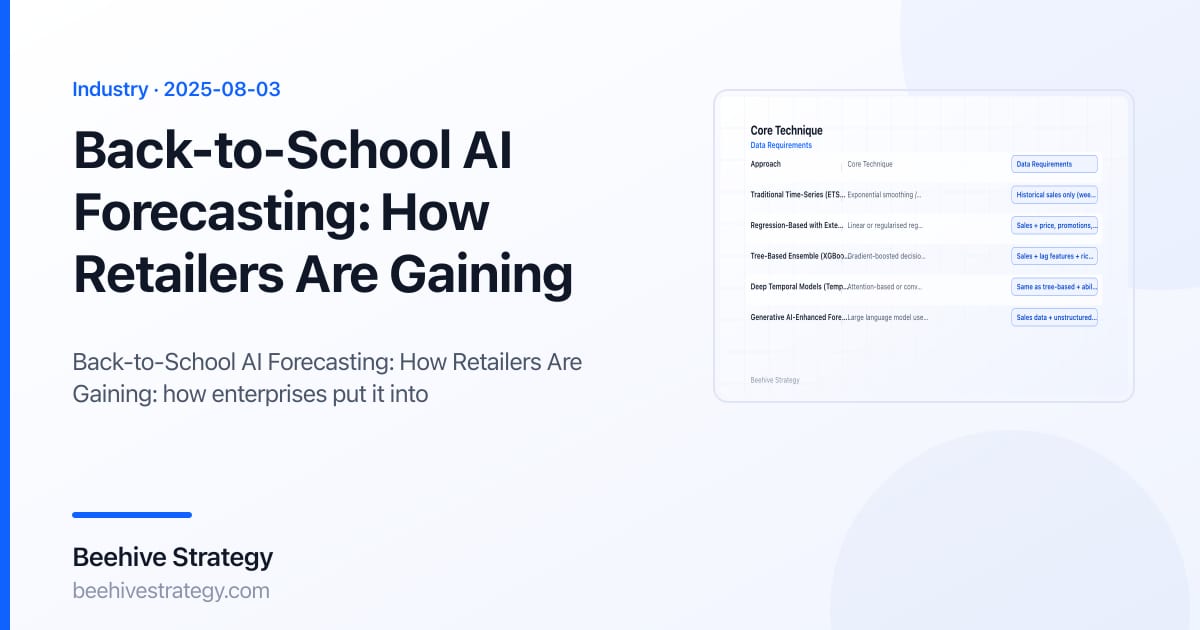 Industry · 2025-08-03
Back-to-School AI
Forecasting: How
Retailers Are Gaining
Back-to-School AI Forecasting: How Retailers Are
Gaining: how enterprises put it into
Beehive Strategy
beehivestrategy.com
Core Technique
Data Requirements
Approach Core Technique Data Requirements
Traditional Time-Series (ETS... Exponential smoothing /... Historical sales only (wee...
Regression-Based with Exte... Linear or regularised reg... Sales + price, promotions,...
Tree-Based Ensemble (XGBoo... Gradient-boosted decisio... Sales + lag features + ric...
Deep Temporal Models (Temp... Attention-based or conv... Same as tree-based + abil...
Generative AI-Enhanced Fore... Large language model use... Sales data + unstructured...
Beehive Strategy